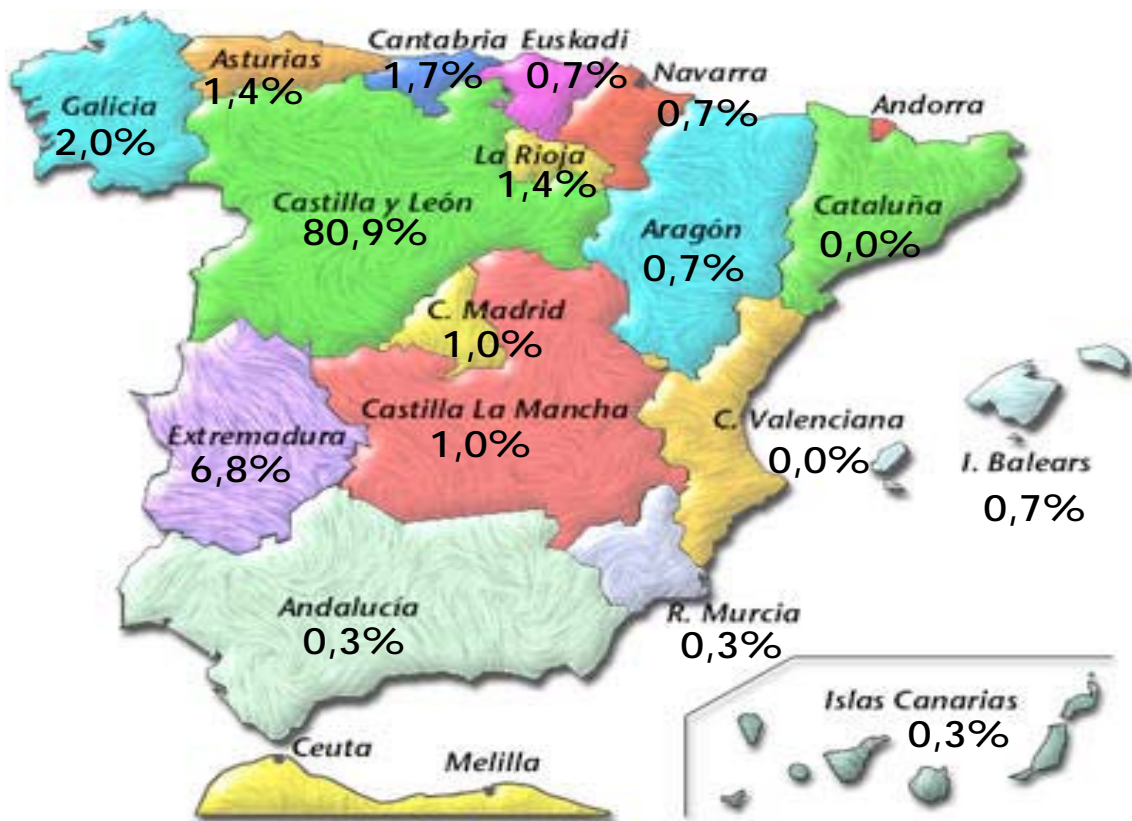 Cantabria Euskadi
1,7% 0,7%
Asturias
1,4%
Navarra
0,7%
Andorra
Galicia
2,0%
La Rioja
1,4%
Castilla y León
80,9%
Aragón
0,7%
Cataluña
0,0%
C. Madrid
1,0%
Castilla La Mancha
1,0%
C. Valenciana
0,0%
Extremadura
6,8%
I. Balears
0,7%
Andalucía
0,3%
R. Murcia
0,3%
Islas Canarias
0,3%
Ceuta
Melilla